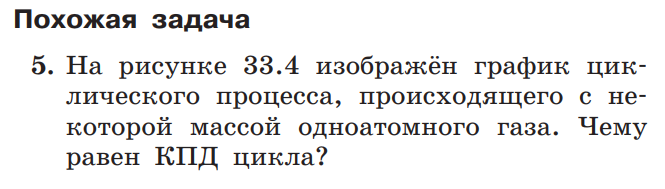 Похожая задача
5. На рисунке 33.4 изображён график цик-
лического процесса, происходящего с не-
которой массой одноатомного газа. Чему
равен КПД цикла?